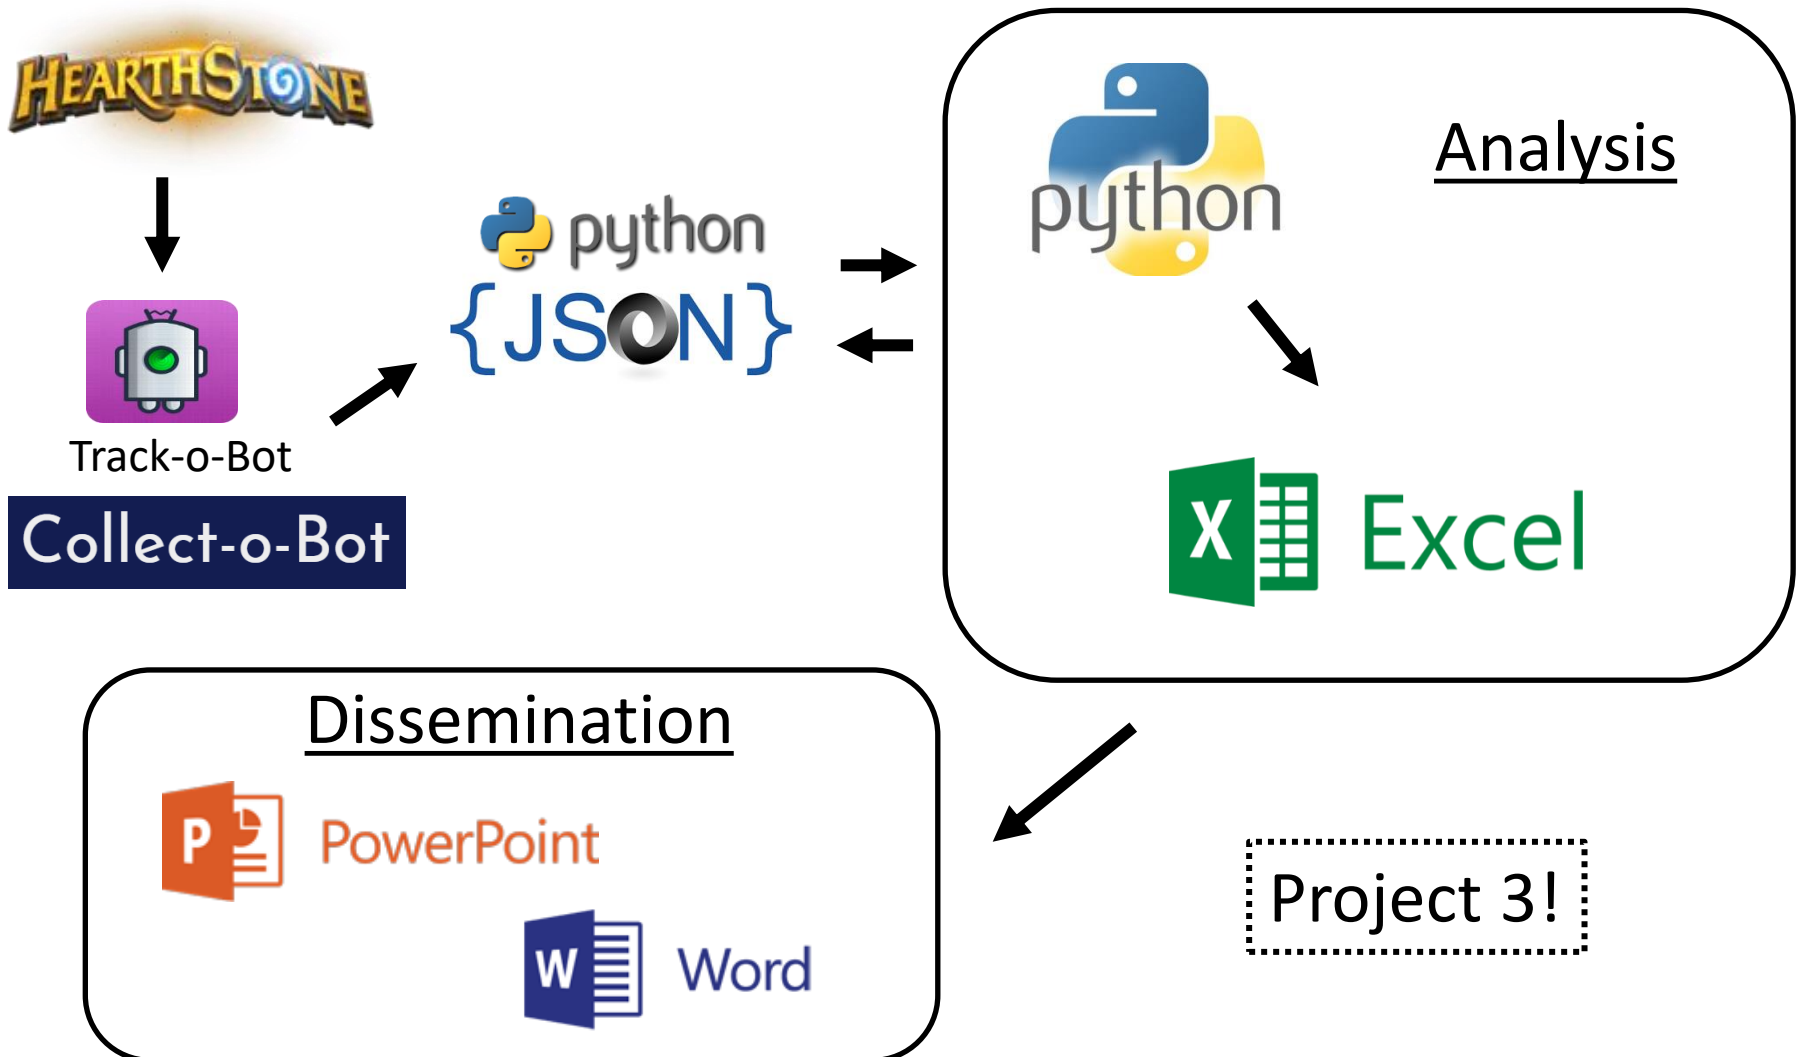 HEARTHSTONE
Track-o-Bot
Collect-o-Bot
python
{JSON}
python
Analysis
X
Excel
Dissemination
P
PowerPoint
W
Word
Project 3!